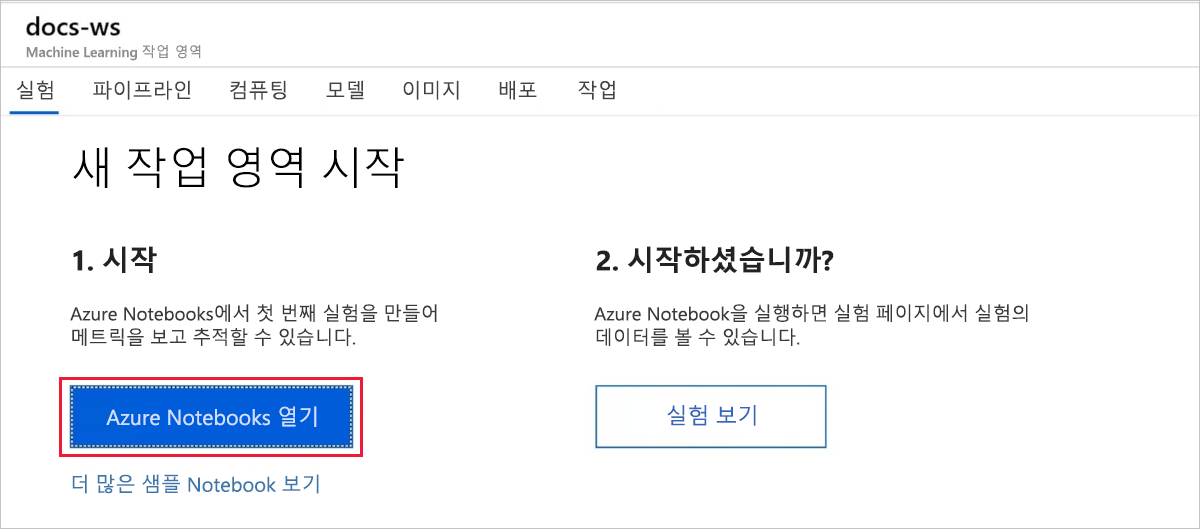 docs-ws
Machine Learning 작업 영역
실험 파이프라인 컴퓨팅 모델 이미지 배포 작업
새 작업 영역 시작
1. 시작
Azure Notebooks에서 첫 번째 실험을 만들어
메트릭을 보고 추적할 수 있습니다.
Azure Notebooks 열기
더 많은 샘플 Notebook 보기
2. 시작하셨습니까?
Azure Notebook을 실행하면 실험 페이지에서 실험의
데이터를 볼 수 있습니다.
실험 보기